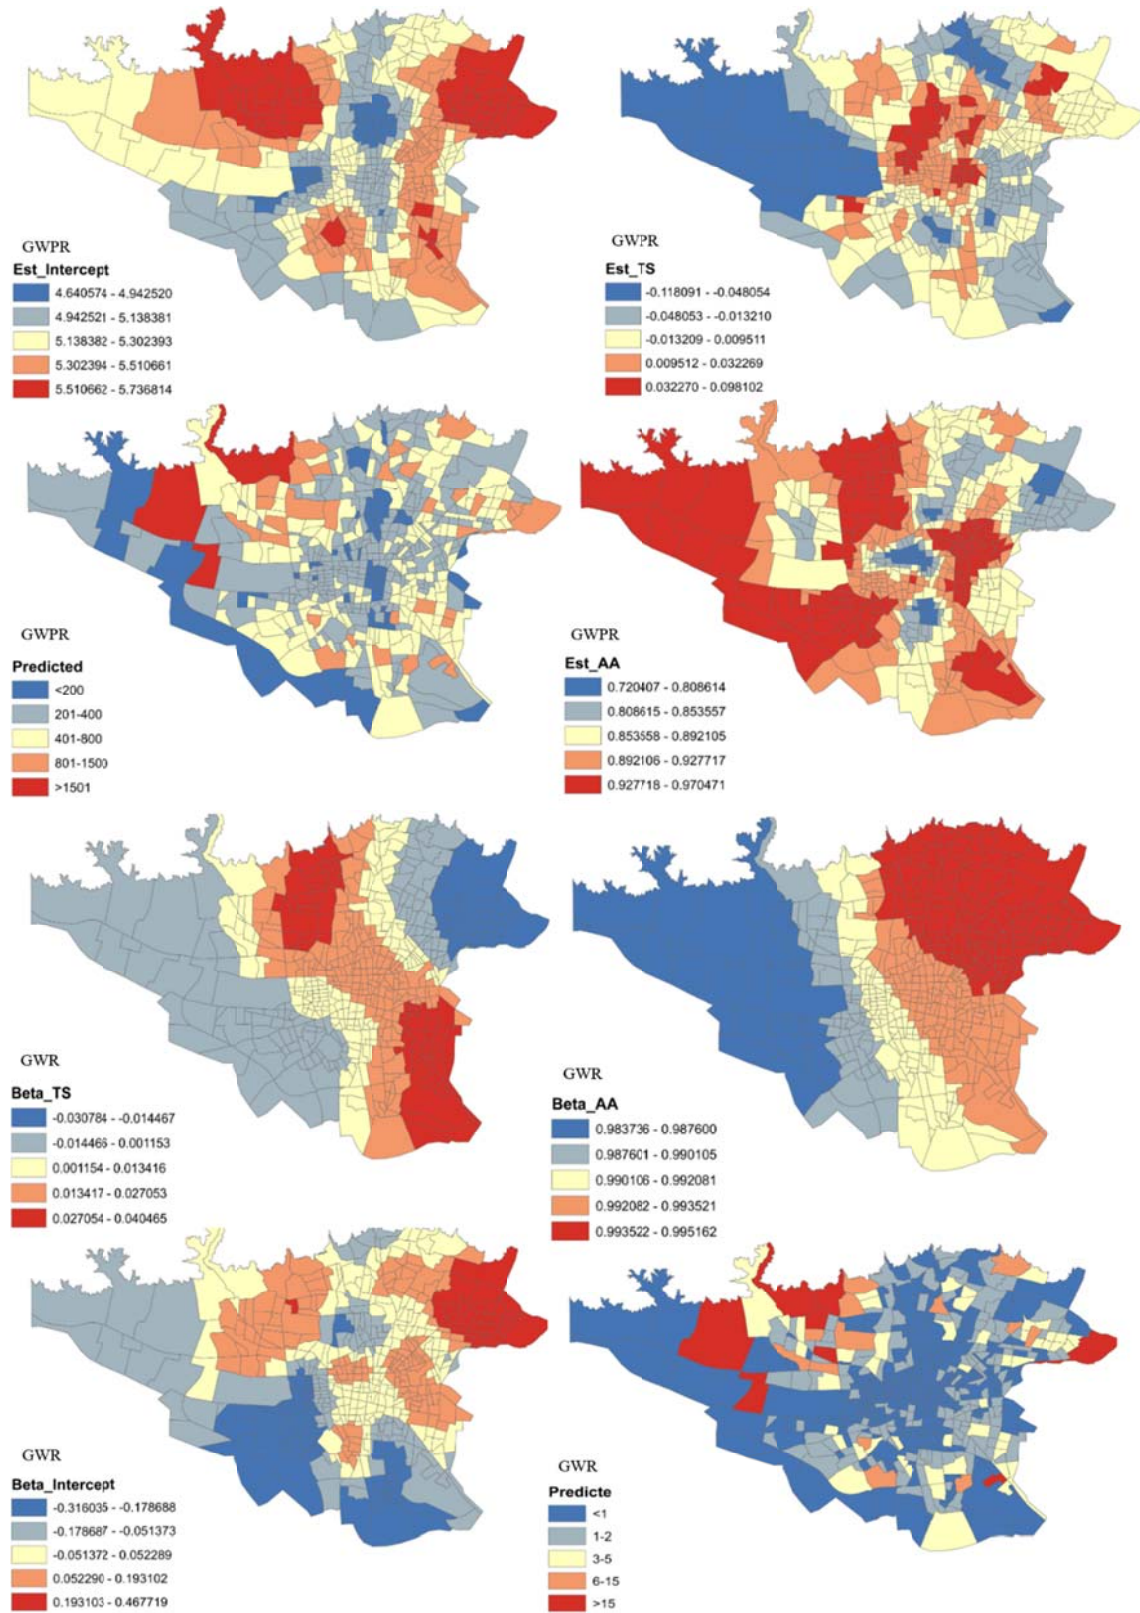 GWPR
Est_Intercept
4.640574 - 4.942520
4.942521 - 5.138381
5.138382 - 5.302393
5.302394 - 5.510661
5.510662 - 5.736814
GWPR
Est_TS
-0.118091 - -0.048054
-0.048053 - -0.013210
-0.013209 - 0.009511
0.009512 - 0.032269
0.032270 - 0.098102
GWPR
Predicted
<200
201-400
401-800
801-1500
>1501
GWPR
Est_AA
0.720407 - 0.808614
0.808615 - 0.853557
0.853558 - 0.892105
0.892106 - 0.927717
0.927718 - 0.970471
GWR
Beta_TS
-0.030784 - -0.014467
-0.014466 - 0.001153
0.001154 - 0.013416
0.013417 - 0.027053
0.027054 - 0.040465
GWR
Beta_AA
0.983736 - 0.987600
0.987601 - 0.990105
0.990106 - 0.992081
0.992082 - 0.993521
0.993522 - 0.995162
GWR
Beta_Intercept
-0.316035 - -0.178688
-0.178687 - -0.051373
-0.051372 - 0.052289
0.052290 - 0.193102
0.193103 - 0.467719
GWR
Predicte
<1
1-2
3-5
6-15
>15